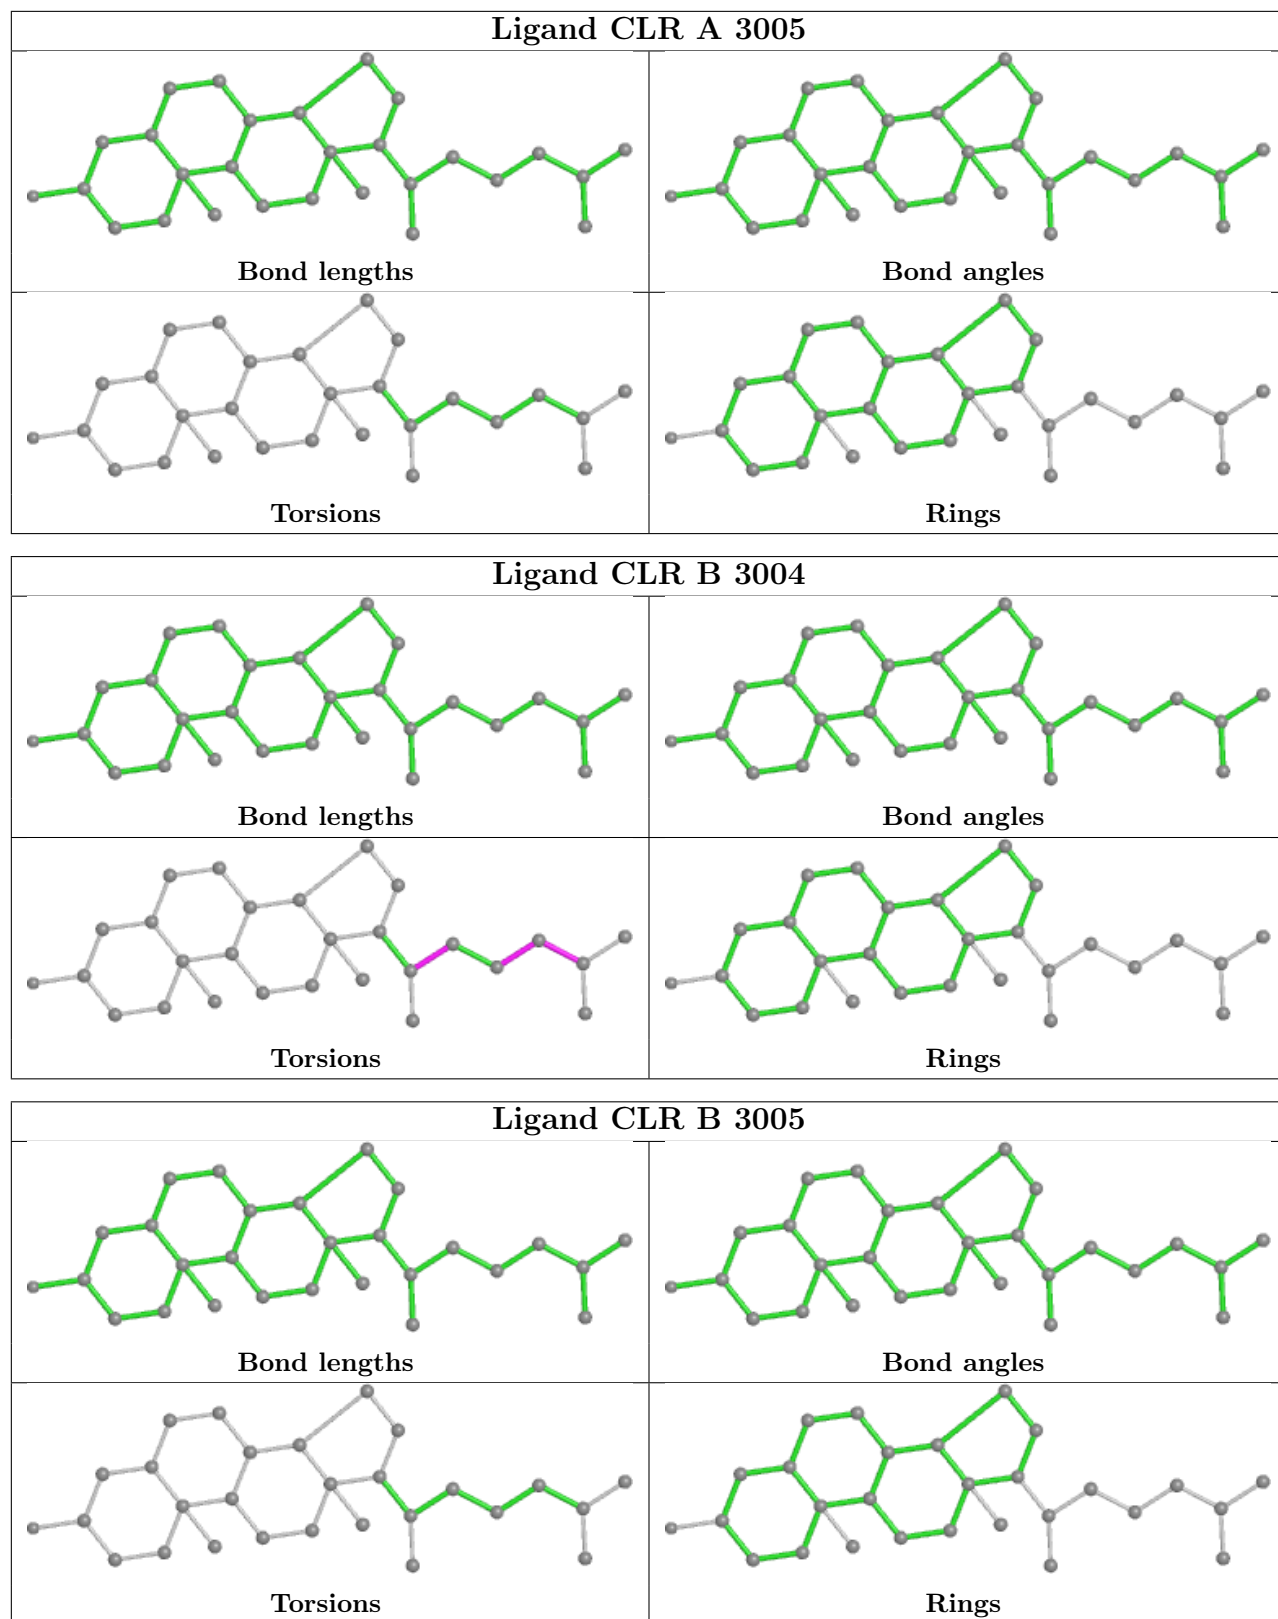 Ligand CLR A 3005
Bond lengths
Bond angles
Torsions
Rings
Ligand CLR B 3004
Bond lengths
Bond angles
Torsions
Rings
Ligand CLR B 3005
Bond lengths
Bond angles
Torsions
Rings